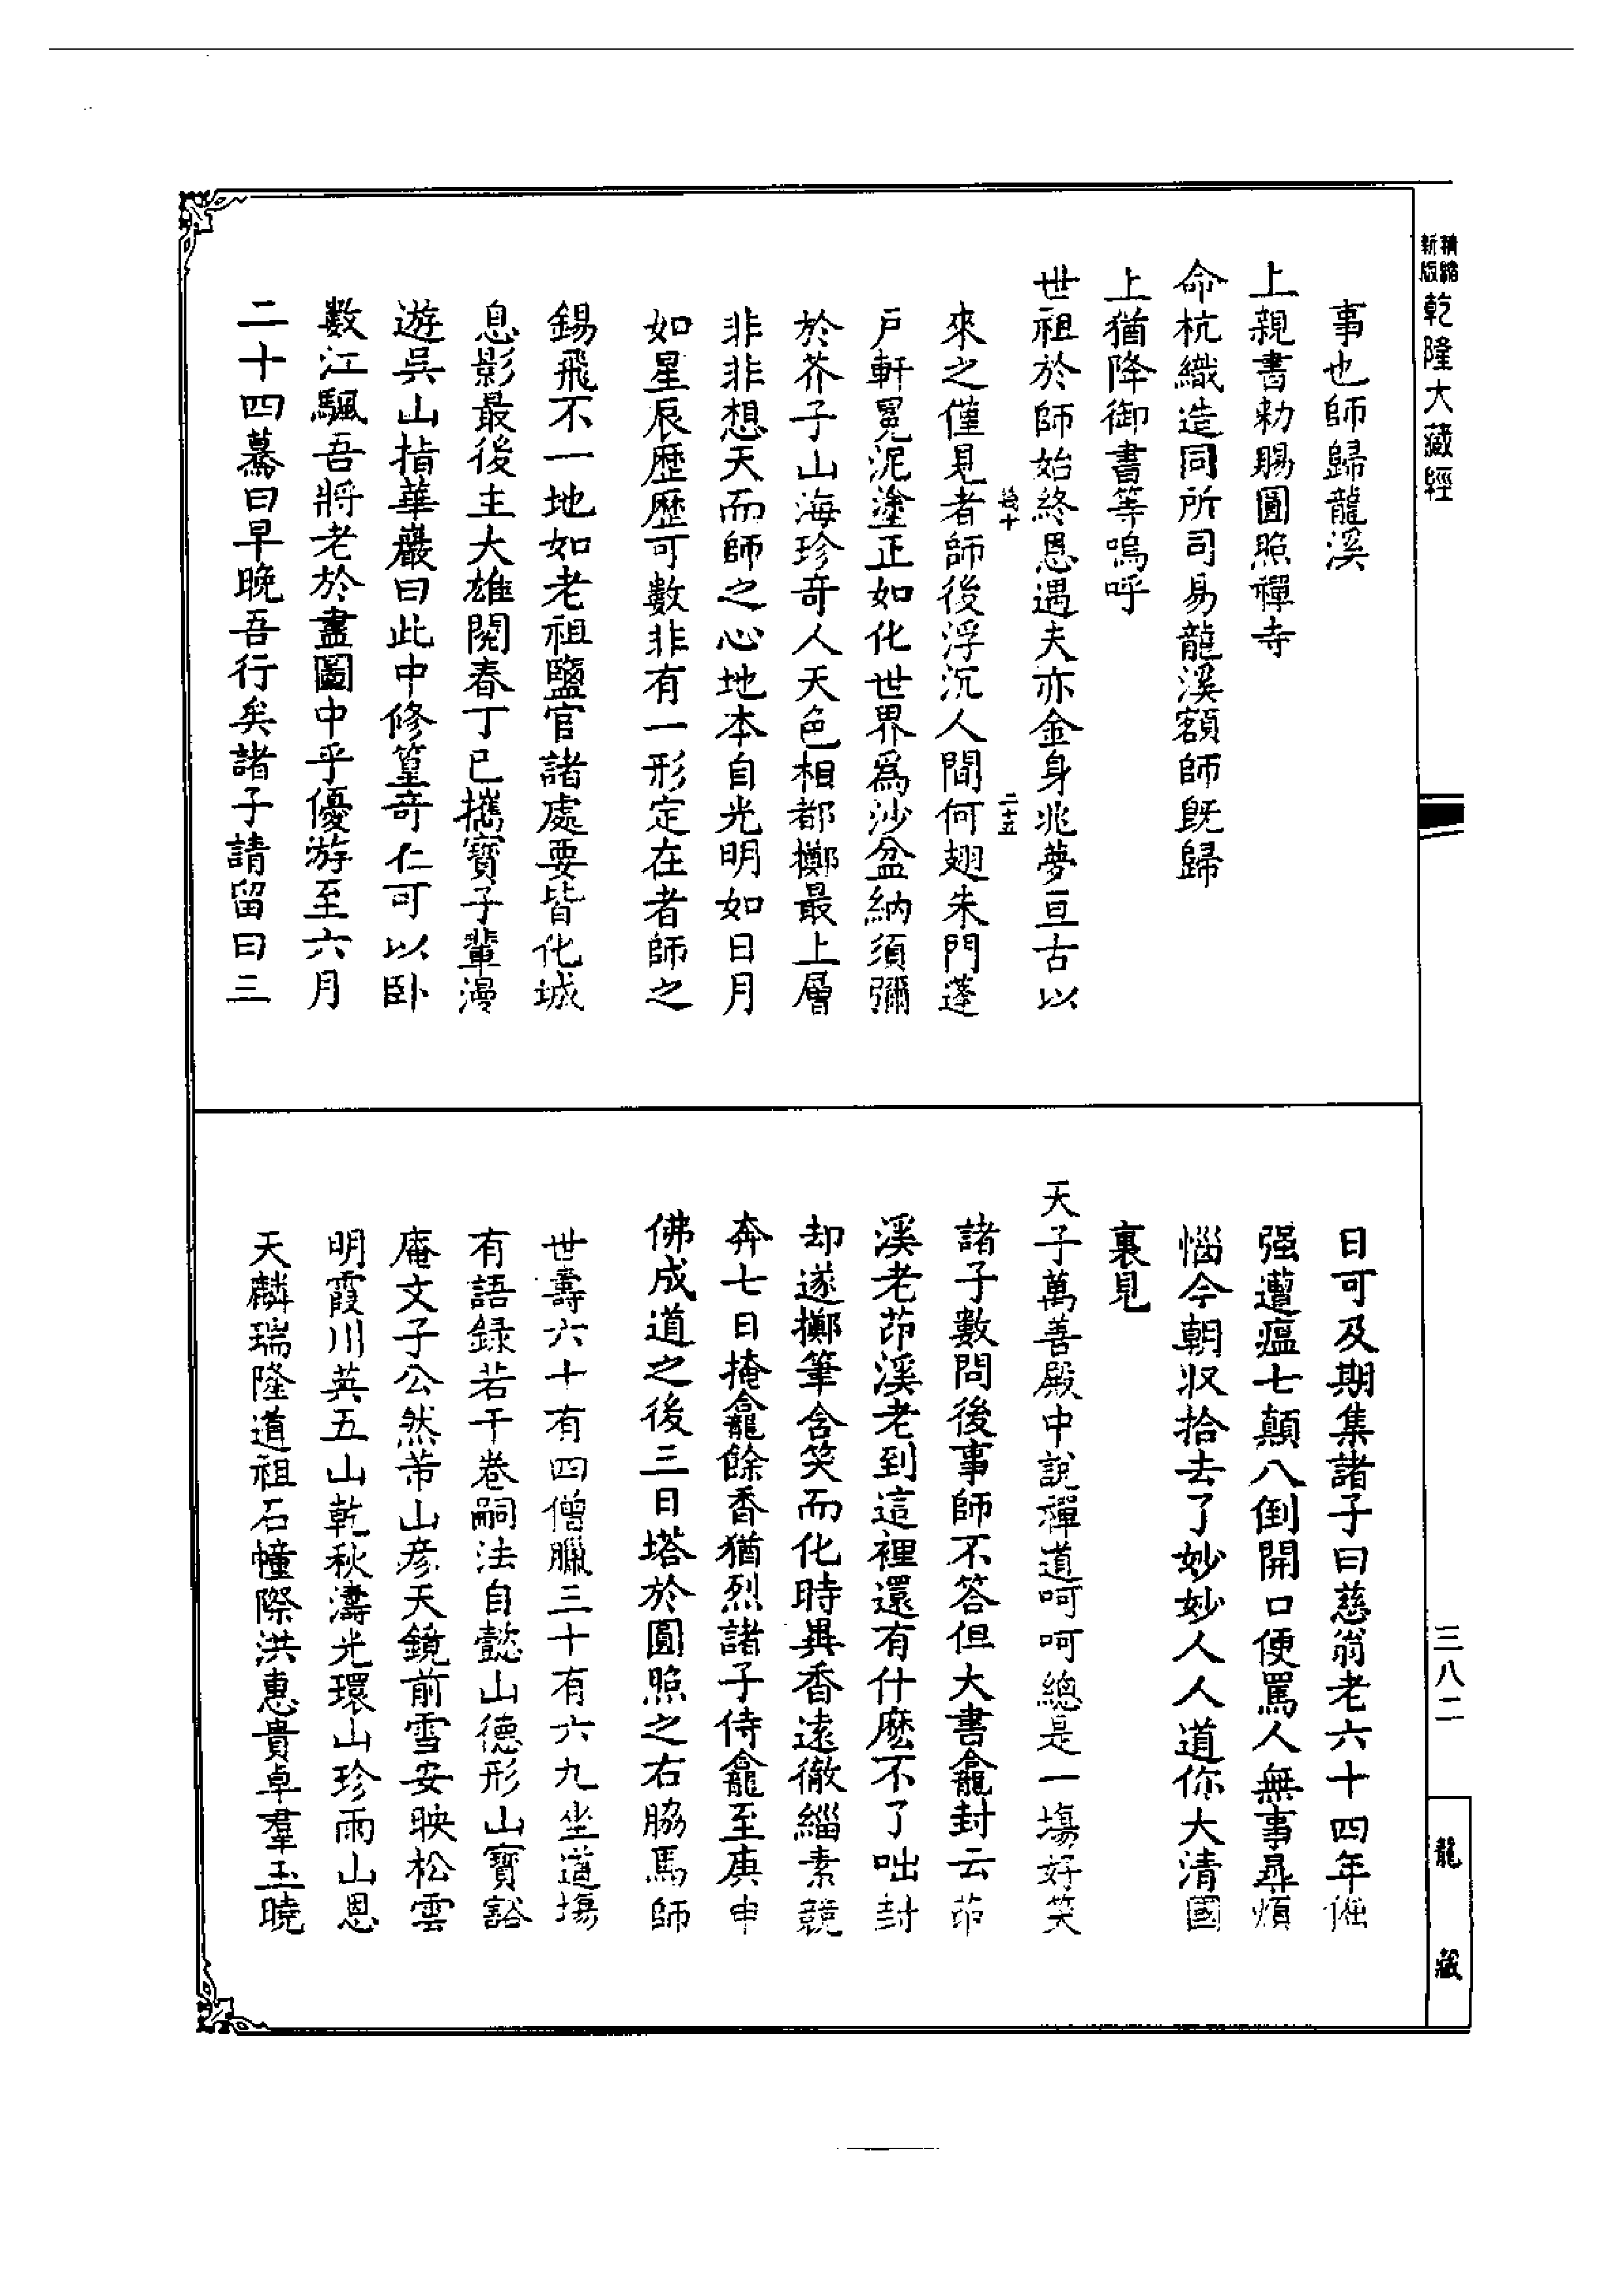 精縮新版乾隆大藏經
事也師歸龍溪
上親書勅賜圓照禪寺
命杭織造同所司易龍溪額師旣歸
上猶降御書等嗚呼
世祖於師始終恩遇夫亦金身兆夢亘古以
二十五
來之僅見者師後浮沉人間何翅朱門蓬
戶軒冕泥塗正如化世界爲沙盆納須彌
於芥子山海珍奇人天色相都擲最上層
非非想天而師之心地本自光明如日月
如星辰歷歷可數非有一形定在者師之
錫飛不一地如老祖鹽官諸處要皆化城
息影最後主大雄閱春丁巳攜寶子輩漫
遊吳山指華嚴曰此中修篁奇仁可以卧
數江颿吾將老於畫圖中乎優游至六月
二十四驀曰早晚吾行矣諸子請留曰三
日可及期集諸子曰慈翁老六十四年倔
强遭瘟七顛八倒開口便罵人無事尋煩
惱今朝収拾去了妙妙人人道你大清國
裏見
天子萬善殿中說禪道呵呵總是一場好笑
諸子數問後事師不答但大書龕封云茆
溪老茆溪老到這裡還有什麽不了咄封
却遂擲筆含笑而化時異香遠徹緇素競
奔七日掩龕餘香猶烈諸子侍龕至庚申
佛成道之後三日塔於圓照之右脇馬師
世壽六十有四僧臘三十有六九坐道塲
有語録若干卷嗣法自懿山德形山寶谿
庵文子公然芾山彦天鏡前雪安映松雲
明霞川英五山乾秋濤光環山珍雨山恩
天麟瑞隆道祖石幢際洪惠貴卓羣玉曉
三八二
龍藏